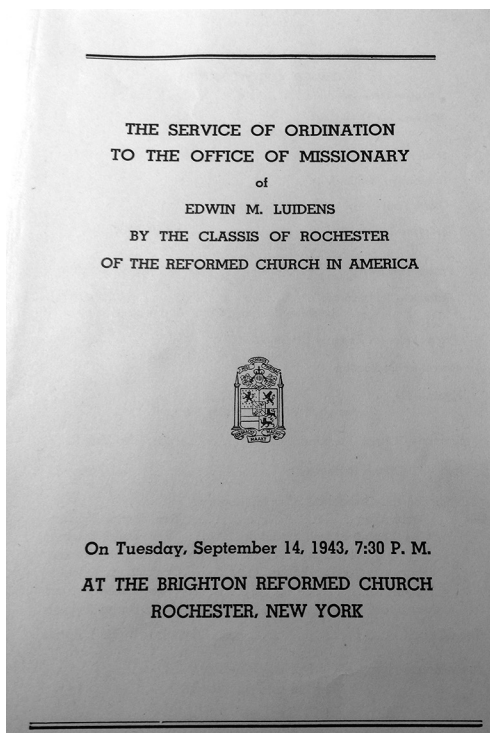 THE SERVICE OF ORDINATION
TO THE OFFICE OF MISSIONARY
of
EDWIN M. LUIDENS
BY THE CLASSIS OF ROCHESTER
OF THE REFORMED CHURCH IN AMERICA
On Tuesday, September 14, 1943, 7:30 P. M.
AT THE BRIGHTON REFORMED CHURCH
ROCHESTER, NEW YORK